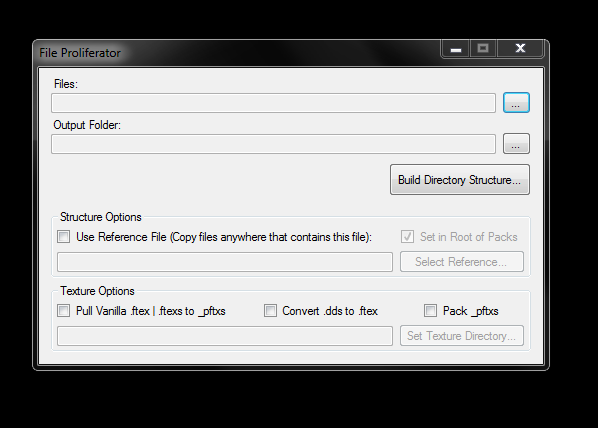 File Proliferator
Files:
...
Output Folder:
...
Build Directory Structure...
Structure Options
Use Reference File (Copy files anywhere that contains this file):
Set in Root of Packs
Select Reference...
Texture Options
Pull Vanilla .ftex | .ftexs to _pftxs
Convert .dds to .ftex
Pack _pftxs
Set Texture Directory...